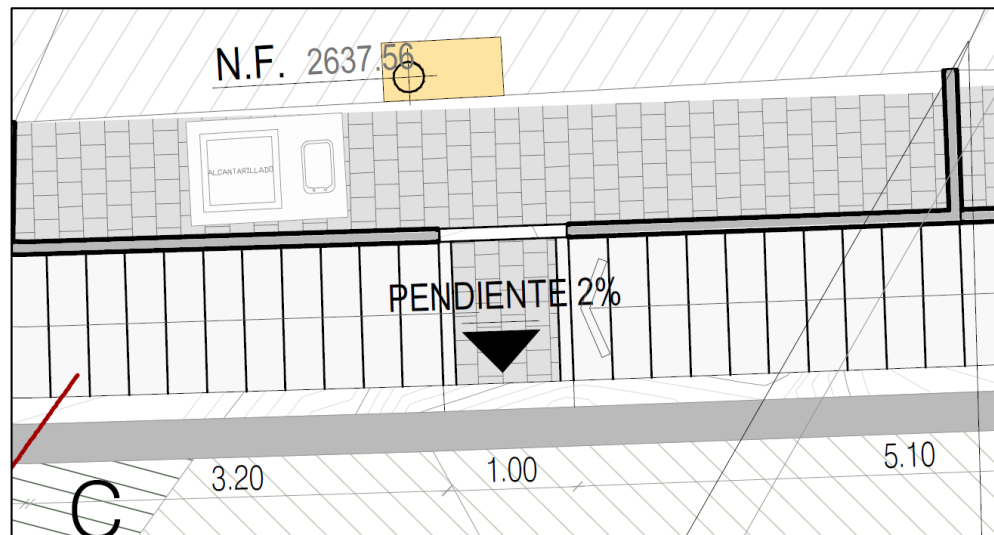 N.F. 2637.56
ALCANTARILLADO
PENDIENTE 2%
3.20 1.00 5.10
C